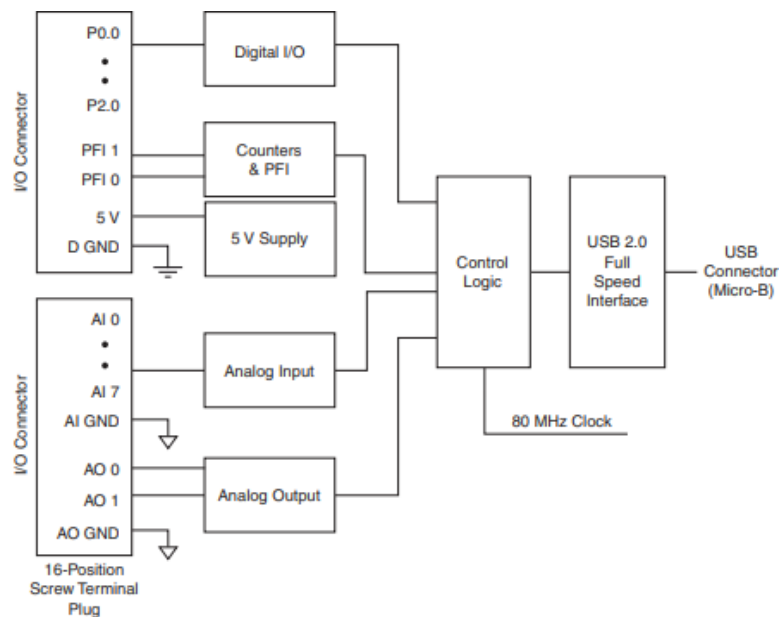 I/O Connector
P0.0
P2.0
PFI 1
PFI 0
5 V
D GND
Digital I/O
Counters
& PFI
5 V Supply
I/O Connector
AI 0
AI 7
AI GND
AO 0
AO 1
AO GND
16-Position
Screw Terminal
Plug
Analog Input
Analog Output
Control
Logic
80 MHz Clock
USB 2.0
Full
Speed
Interface
USB
Connector
(Micro-B)